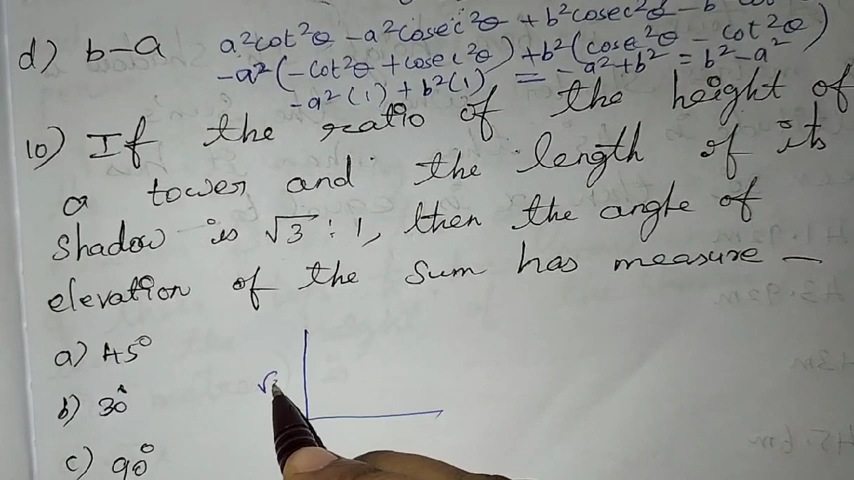 a²cot²θ - a²cosec²θ + b²cosec²θ - b
d) b-a
-a²(-cot²θ + cosec²θ) + b²(cosec²θ - cot²θ)
-a²(1) + b²(1) = -a²+b² = b²-a²
10) If the ratio of the height of
a tower and the length of its
shadow is √3 : 1, then the angle of
elevation of the sum has measure —
a) 45°
b) 30°
c) 90°